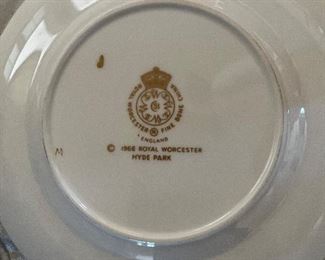 ROYAL WORCESTER FINE BONE CHINA
ENGLAND
© 1966 ROYAL WORCESTER
HYDE PARK
M